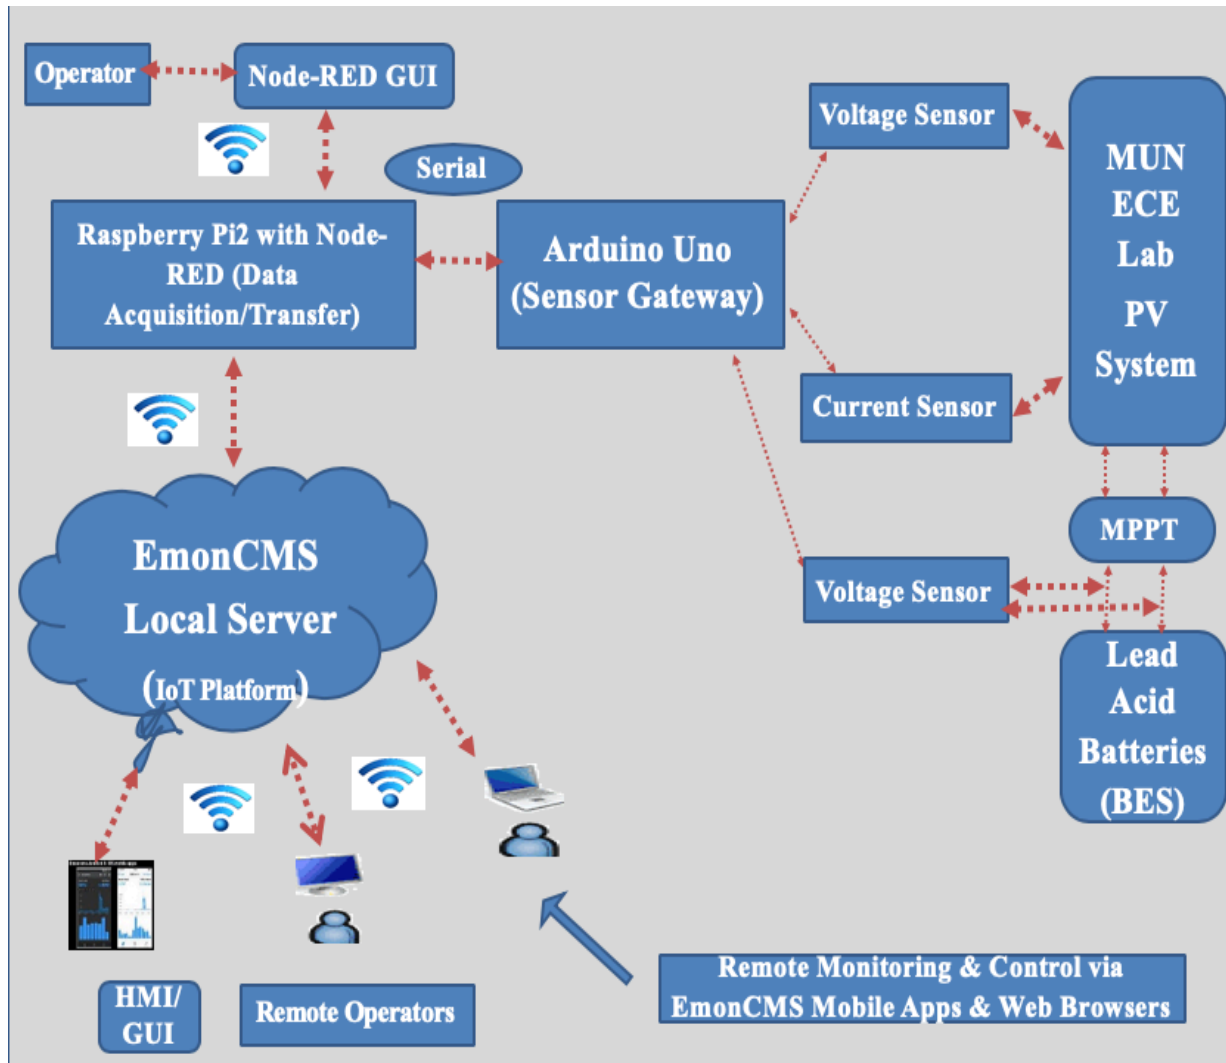 Operator
Node-RED GUI
Serial
Raspberry Pi2 with Node-
RED (Data
Acquisition/Transfer)
Arduino Uno
(Sensor Gateway)
Voltage Sensor
Current Sensor
Voltage Sensor
MUN
ECE
Lab
PV
System
MPPT
Lead
Acid
Batteries
(BES)
EmonCMS
Local Server
(IoT Platform)
HMI/
GUI
Remote Operators
Remote Monitoring & Control via
EmonCMS Mobile Apps & Web Browsers